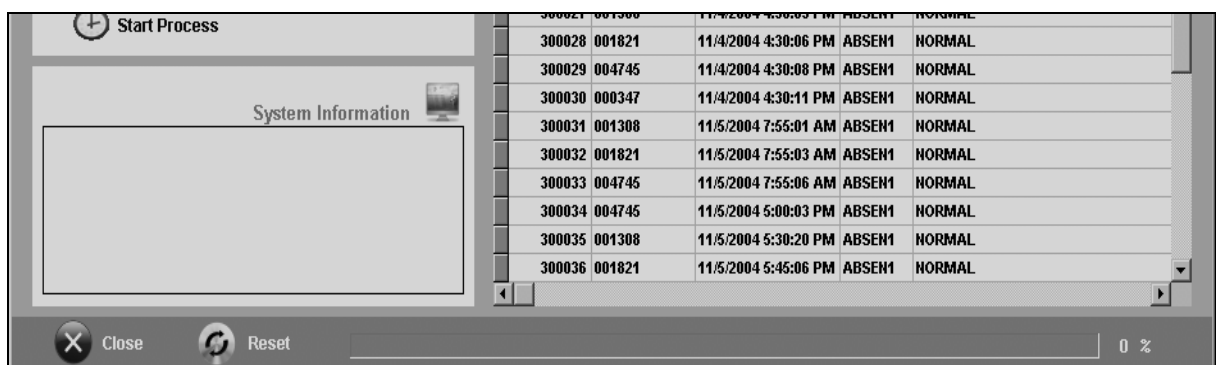 Start Process
System Information
300028 001821 11/4/2004 4:30:06 PM ABSEN1 NORMAL
300029 004745 11/4/2004 4:30:08 PM ABSEN1 NORMAL
300030 000347 11/4/2004 4:30:11 PM ABSEN1 NORMAL
300031 001308 11/5/2004 7:55:01 AM ABSEN1 NORMAL
300032 001821 11/5/2004 7:55:03 AM ABSEN1 NORMAL
300033 004745 11/5/2004 7:55:06 AM ABSEN1 NORMAL
300034 004745 11/5/2004 5:00:03 PM ABSEN1 NORMAL
300035 001308 11/5/2004 5:30:20 PM ABSEN1 NORMAL
300036 001821 11/5/2004 5:45:06 PM ABSEN1 NORMAL
Close Reset 0 %